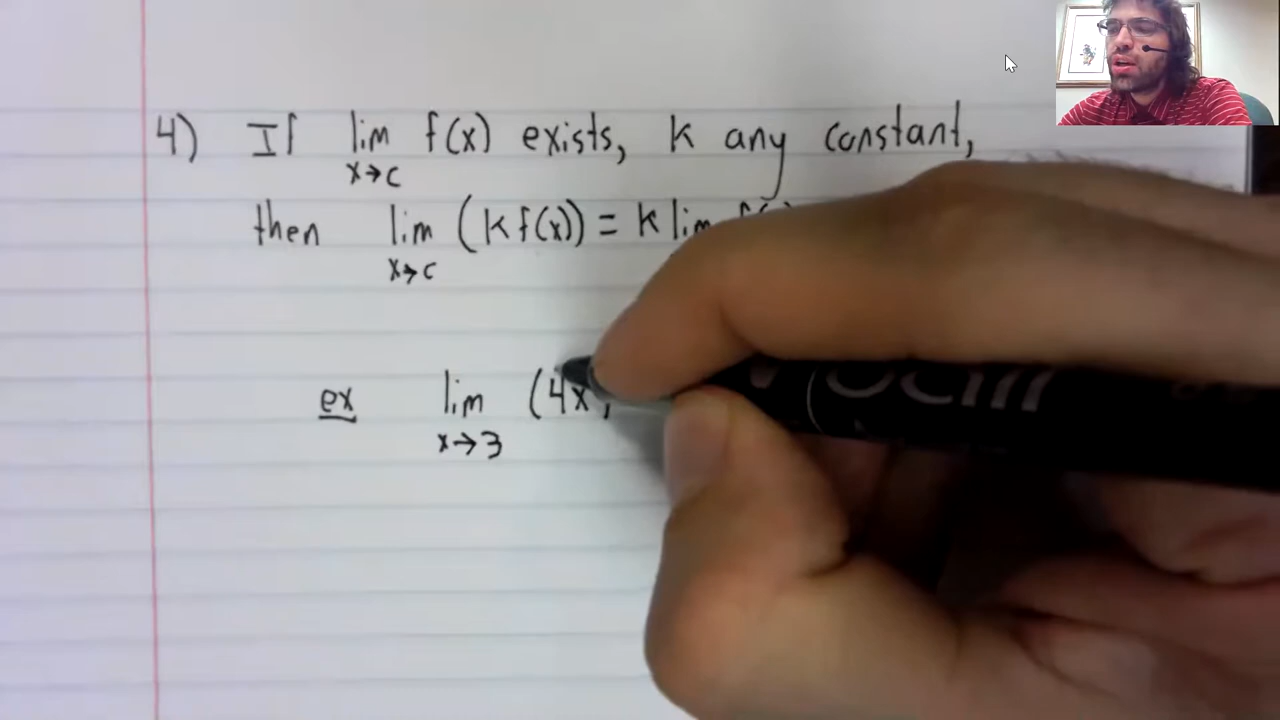 4) If lim f(x) exists, k any constant,
x→c
then lim (k f(x)) = k lim
x→c
ex lim (4x)
x→3